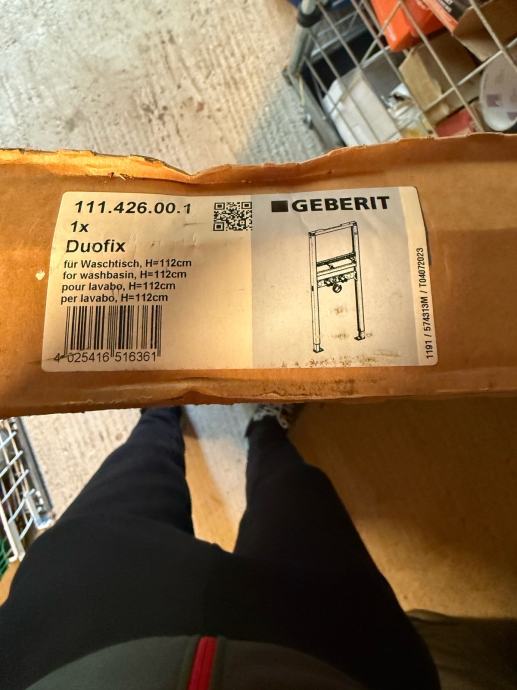 111.426.00.1
1x
Duofix
für Waschtisch, H=112cm
for washbasin, H=112cm
pour lavabo, H=112cm
per lavabo, H=112cm
4 025416 516361
GEBERIT
1191 / 574313M / T04072023